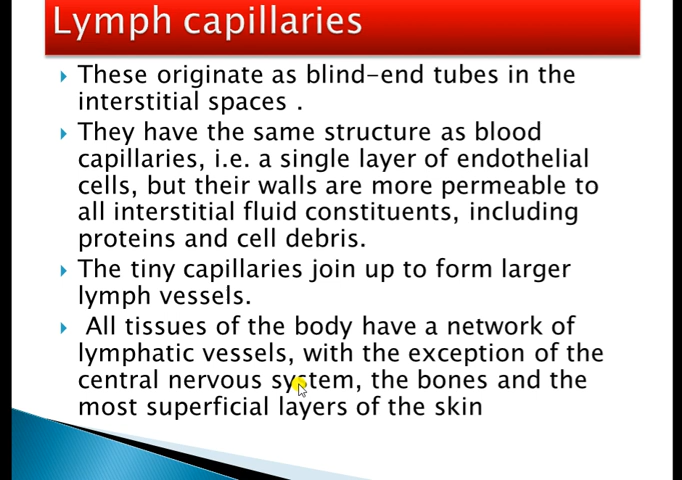 Lymph capillaries
These originate as blind-end tubes in the
interstitial spaces .
They have the same structure as blood
capillaries, i.e. a single layer of endothelial
cells, but their walls are more permeable to
all interstitial fluid constituents, including
proteins and cell debris.
The tiny capillaries join up to form larger
lymph vessels.
All tissues of the body have a network of
lymphatic vessels, with the exception of the
central nervous system, the bones and the
most superficial layers of the skin